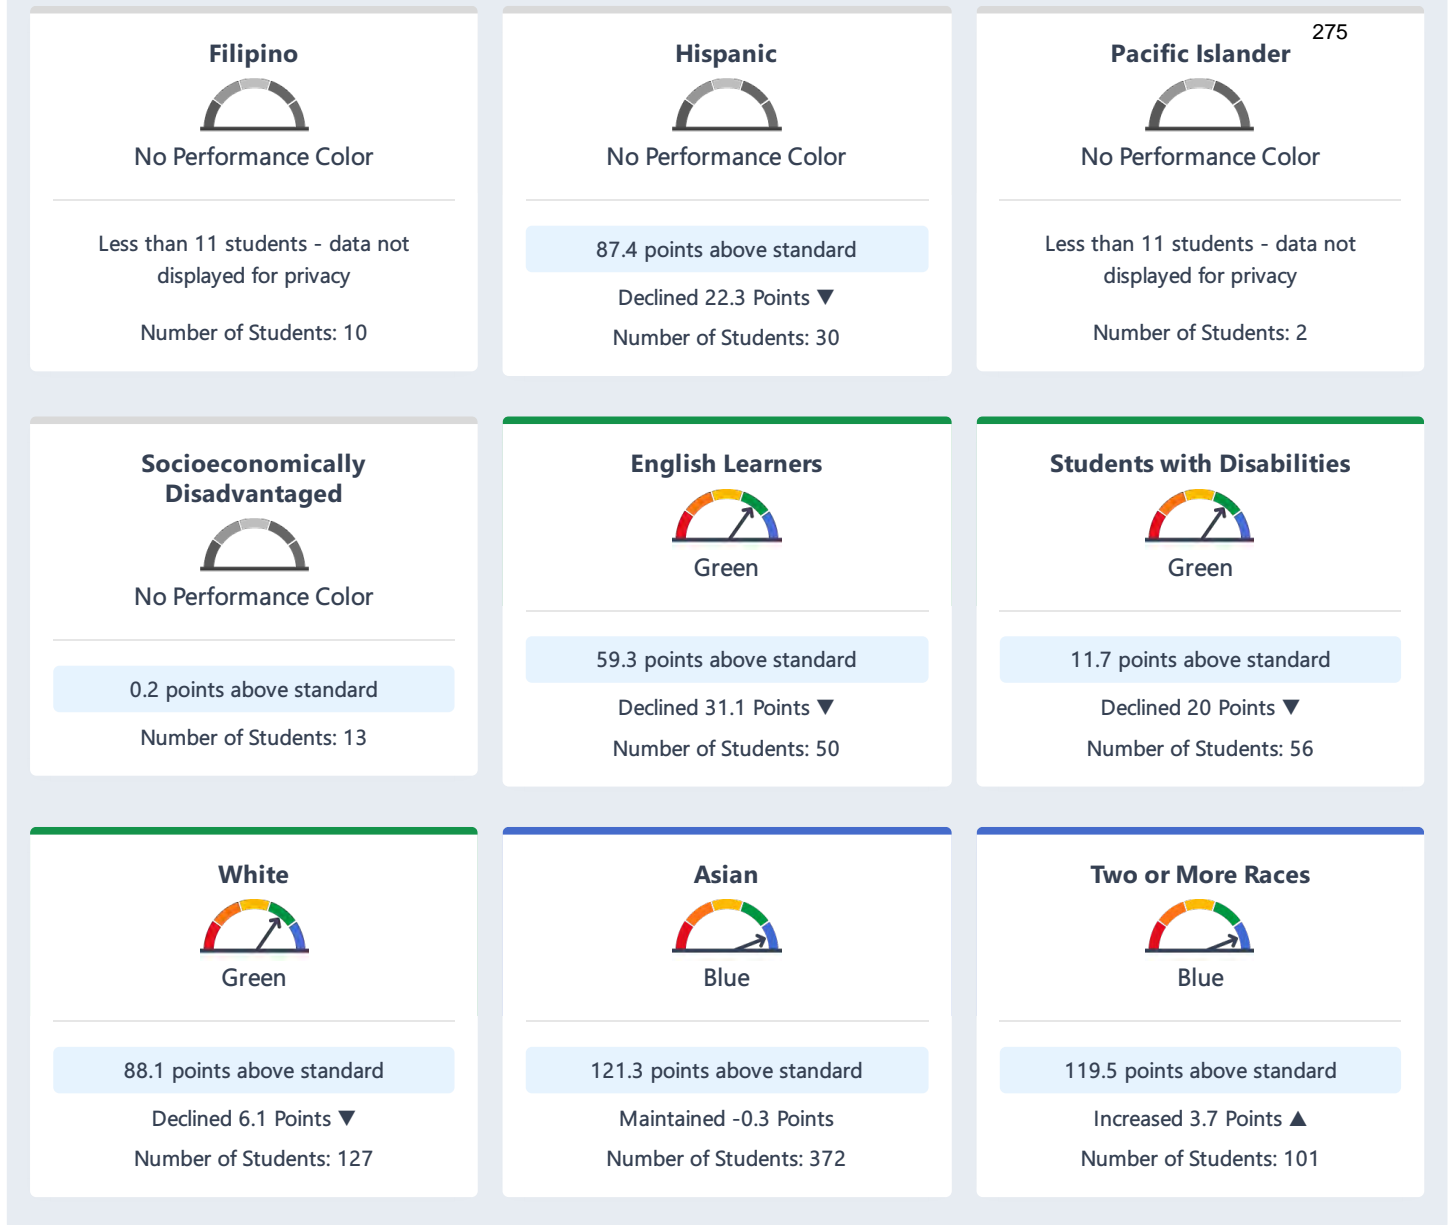 275
Filipino
No Performance Color
Less than 11 students - data not
displayed for privacy
Number of Students: 10
Hispanic
No Performance Color
87.4 points above standard
Declined 22.3 Points ▼
Number of Students: 30
Pacific Islander
No Performance Color
Less than 11 students - data not
displayed for privacy
Number of Students: 2
Socioeconomically
Disadvantaged
No Performance Color
0.2 points above standard
Number of Students: 13
English Learners
Green
59.3 points above standard
Declined 31.1 Points ▼
Number of Students: 50
Students with Disabilities
Green
11.7 points above standard
Declined 20 Points ▼
Number of Students: 56
White
Green
88.1 points above standard
Declined 6.1 Points ▼
Number of Students: 127
Asian
Blue
121.3 points above standard
Maintained -0.3 Points
Number of Students: 372
Two or More Races
Blue
119.5 points above standard
Increased 3.7 Points ▲
Number of Students: 101